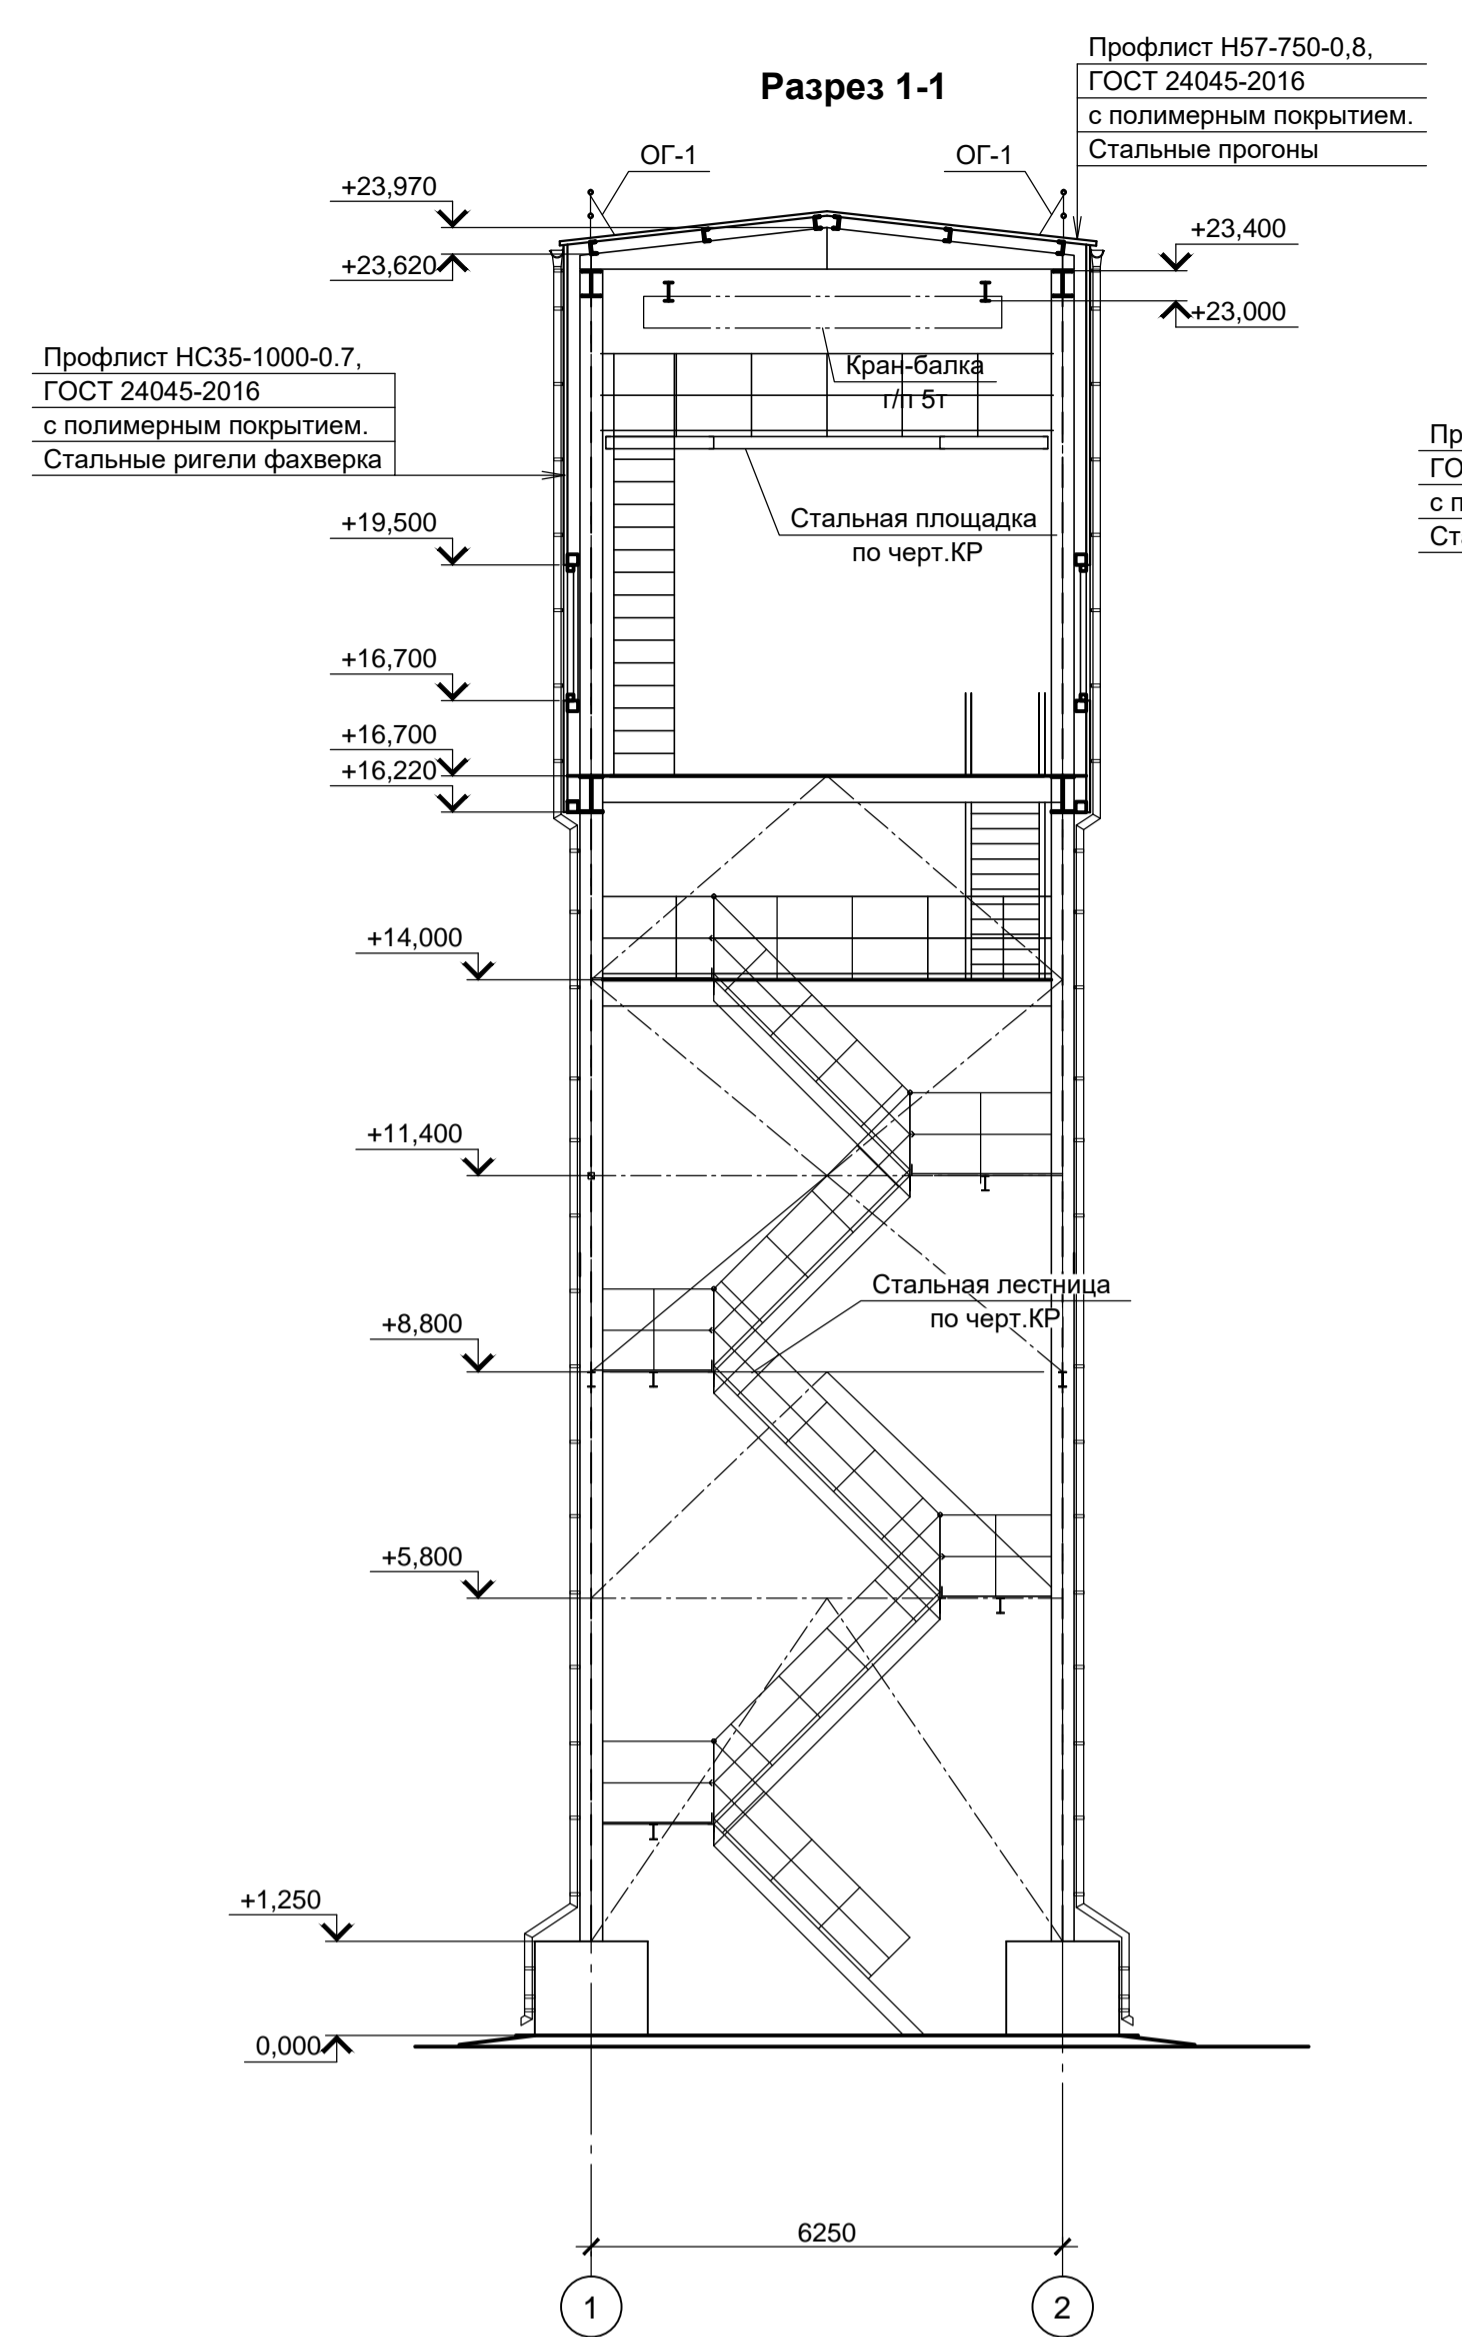 Профлист Н57-750-0,8,
ГОСТ 24045-2016
с полимерным покрытием.
Стальные прогоны
Разрез 1-1
ОГ-1
ОГ-1
+23,970
+23,620
+23,400
+23,000
Профлист НС35-1000-0.7,
ГОСТ 24045-2016
с полимерным покрытием.
Стальные ригели фахверка
Кран-балка
г/п 5т
Пр
ГО
с п
Ст
Стальная площадка
по черт.КР
+19,500
+16,700
+16,700
+16,220
+14,000
+11,400
Стальная лестница
по черт.КР
+8,800
+5,800
+1,250
0,000
6250
1
2